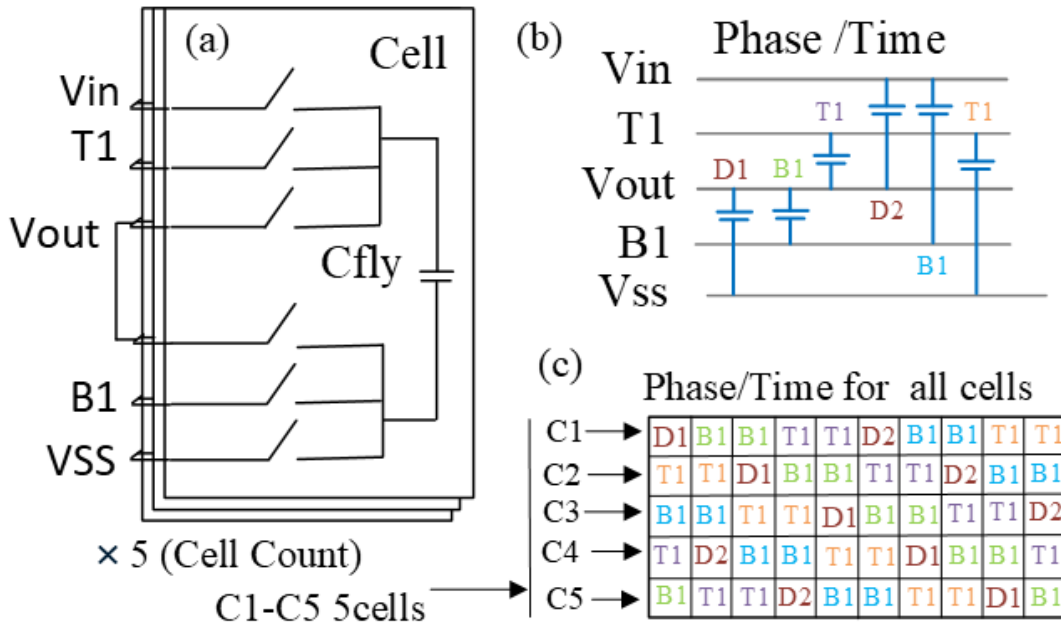 (a)
Cell
Vin
T1
Vout
Cfly
B1
VSS
× 5 (Cell Count)
C1-C5 5cells
(b)
Phase /Time
Vin
T1
Vout
B1
Vss
T1 T1
D1 B1
D2
B1
(c)
Phase/Time for all cells
C1 D1 B1 B1 T1 T1 D2 B1 B1 T1 T1
C2 T1 T1 D1 B1 B1 T1 T1 D2 B1 B1
C3 B1 B1 T1 T1 D1 B1 B1 T1 T1 D2
C4 T1 D2 B1 B1 T1 T1 D1 B1 B1 T1
C5 B1 T1 T1 D2 B1 B1 T1 T1 D1 B1